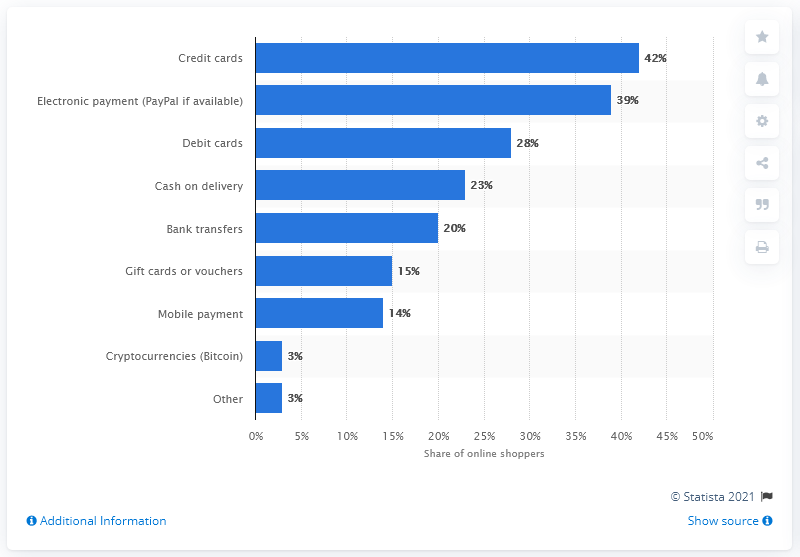 Credit cards 42%
Electronic payment (PayPal if available) 39%
Debit cards 28%
Cash on delivery 23%
Bank transfers 20%
Gift cards or vouchers 15%
Mobile payment 14%
Cryptocurrencies (Bitcoin) 3%
Other 3%
0% 5% 10% 15% 20% 25% 30% 35% 40% 45% 50%
Share of online shoppers
© Statista 2021
Additional Information Show source